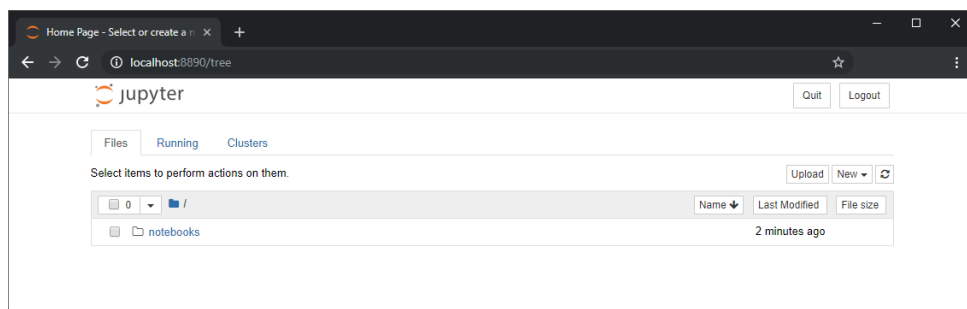 Home Page - Select or create a n
localhost:8890/tree
jupyter
Quit Logout
Files Running Clusters
Select items to perform actions on them.
Upload New
0 / Name Last Modified File size
notebooks 2 minutes ago